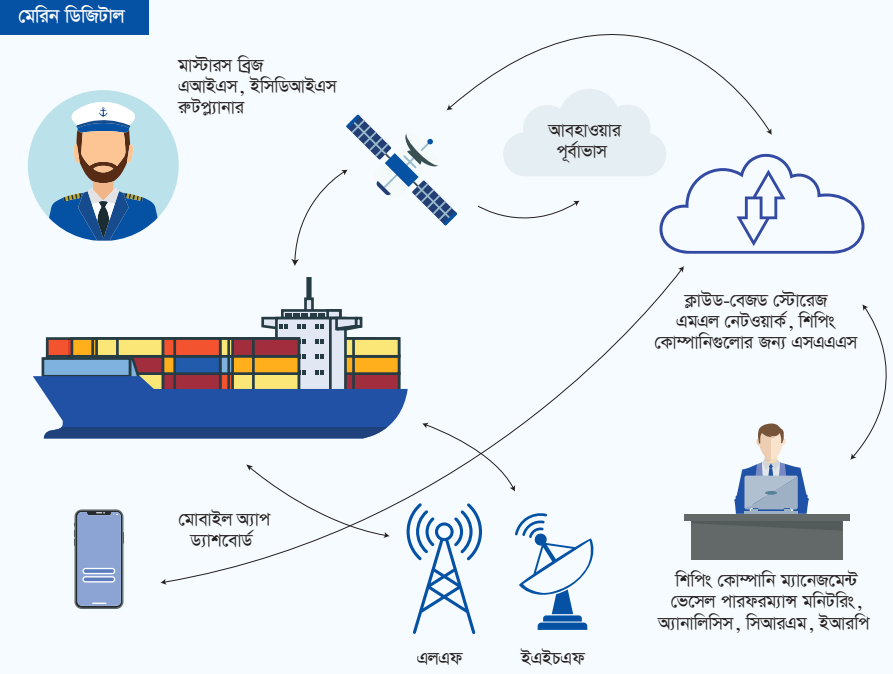 মেরিন ডিজিটাল
মাস্টারস ব্রিজ
এআইএস, ইসিডিআইএস
রুটপ্ল্যানার
আবহাওয়ার
পূর্বাভাস
ক্লাউড-বেজড স্টোরেজ
এমএল নেটওয়ার্ক, শিপিং
কোম্পানিগুলোর জন্য এসএএএস
মোবাইল অ্যাপ
ড্যাশবোর্ড
শিপিং কোম্পানি ম্যানেজমেন্ট
ভেসেল পারফরম্যান্স মনিটরিং,
অ্যানালিসিস, সিআরএম, ইআরপি
এলএফ
ইএইচএফ